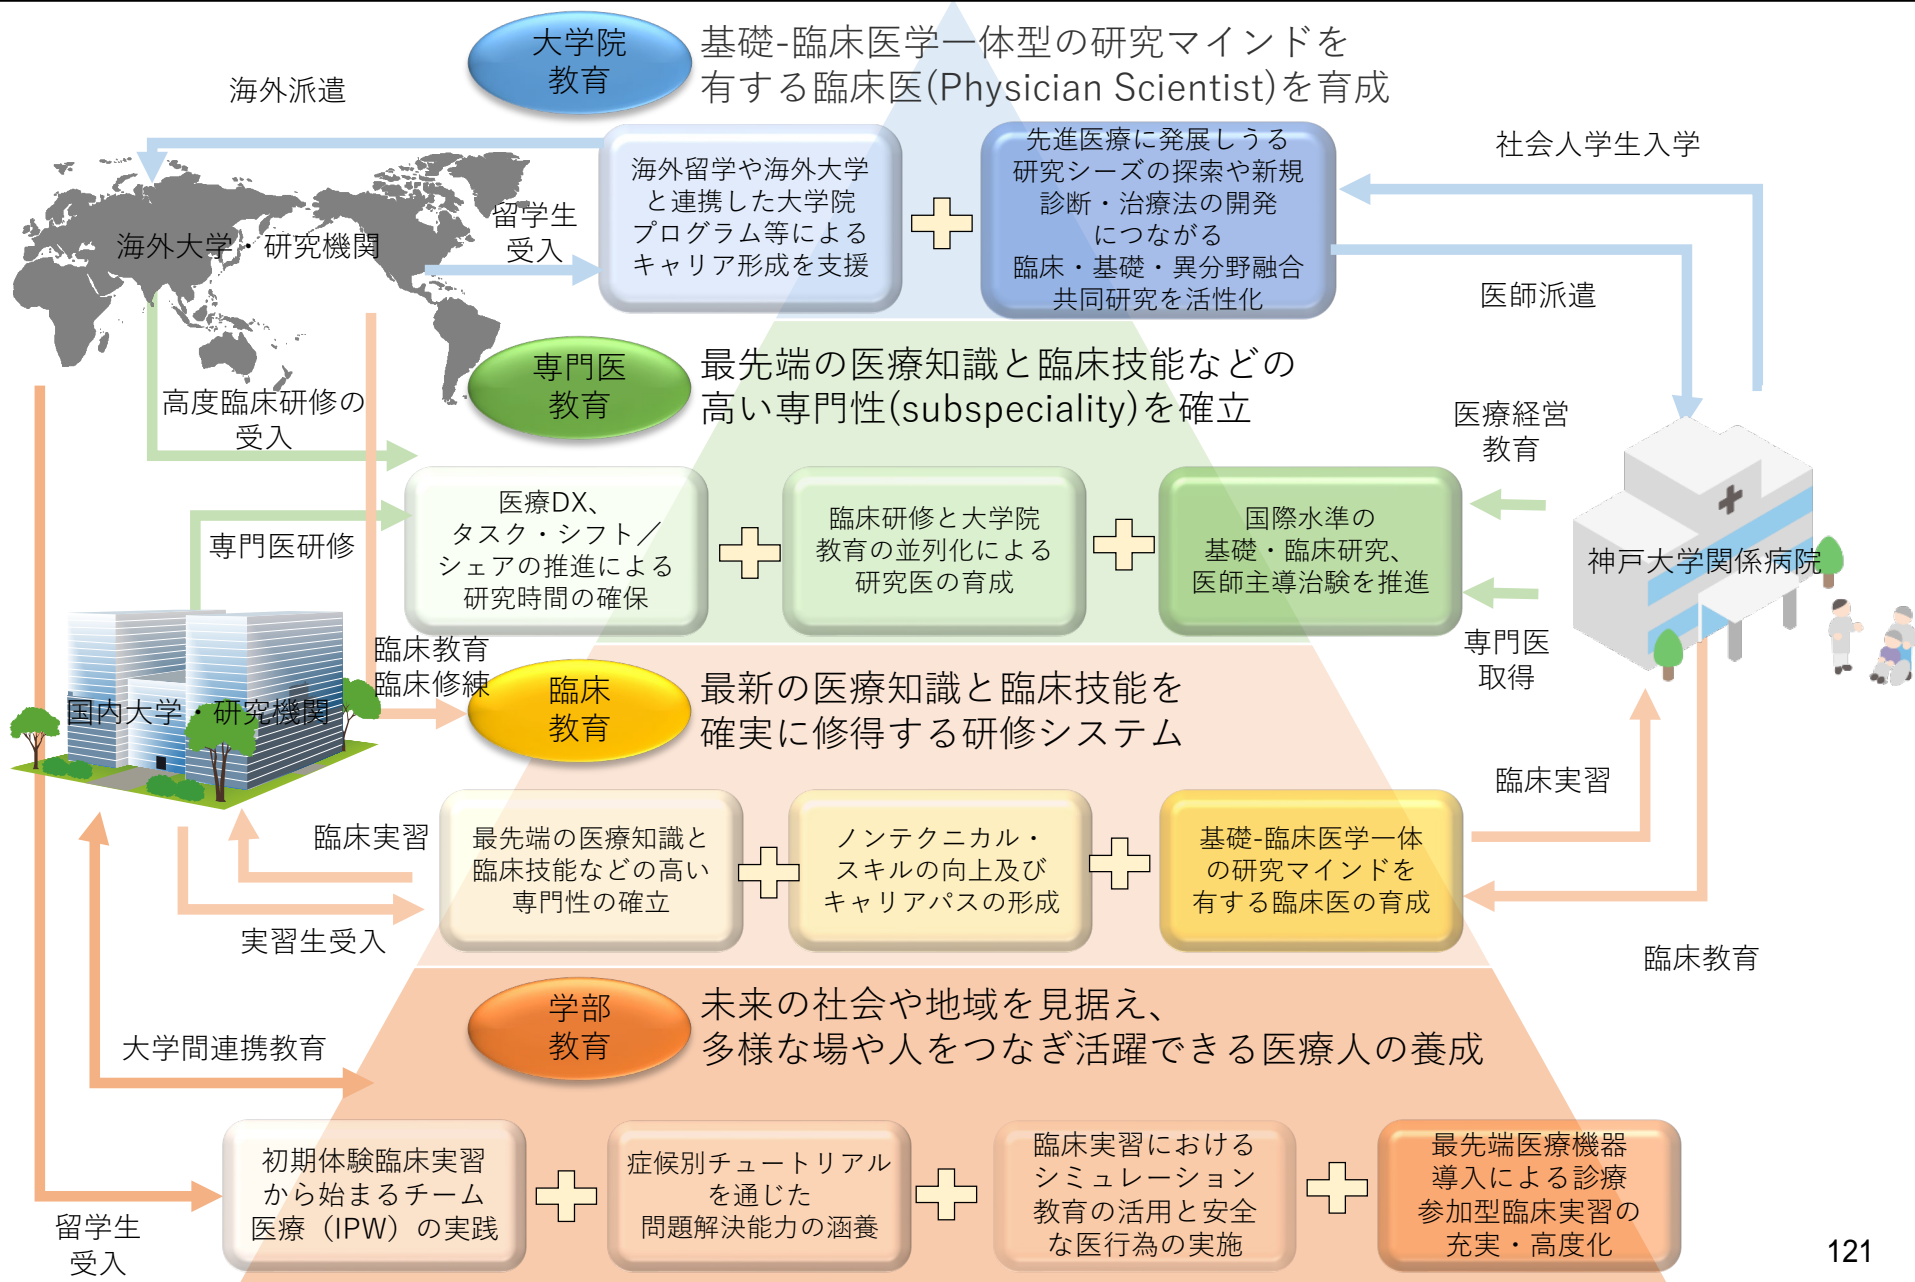 大学院
教育
基礎-臨床医学一体型の研究マインドを
有する臨床医(Physician Scientist)を育成
海外派遣
海外大学・研究機関
留学生
受入
海外留学や海外大学
と連携した大学院
プログラム等による
キャリア形成を支援
先進医療に発展しうる
研究シーズの探索や新規
診断・治療法の開発
につながる
臨床・基礎・異分野融合
共同研究を活性化
社会人学生入学
医師派遣
専門医
教育
最先端の医療知識と臨床技能などの
高い専門性(subspeciality)を確立
高度臨床研修の
受入
専門医研修
医療DX、
タスク・シフト／
シェアの推進による
研究時間の確保
臨床研修と大学院
教育の並列化による
研究医の育成
国際水準の
基礎・臨床研究、
医師主導治験を推進
医療経営
教育
神戸大学関係病院
専門医
取得
臨床教育
臨床修練
国内大学・研究機関
臨床
教育
最新の医療知識と臨床技能を
確実に修得する研修システム
臨床実習
実習生受入
最先端の医療知識と
臨床技能などの高い
専門性の確立
ノンテクニカル・
スキルの向上及び
キャリアパスの形成
基礎-臨床医学一体
の研究マインドを
有する臨床医の育成
臨床実習
臨床教育
学部
教育
未来の社会や地域を見据え、
多様な場や人をつなぎ活躍できる医療人の養成
大学間連携教育
留学生
受入
初期体験臨床実習
から始まるチーム
医療（IPW）の実践
症候別チュートリアル
を通じた
問題解決能力の涵養
臨床実習における
シミュレーション
教育の活用と安全
な医行為の実施
最先端医療機器
導入による診療
参加型臨床実習の
充実・高度化
121